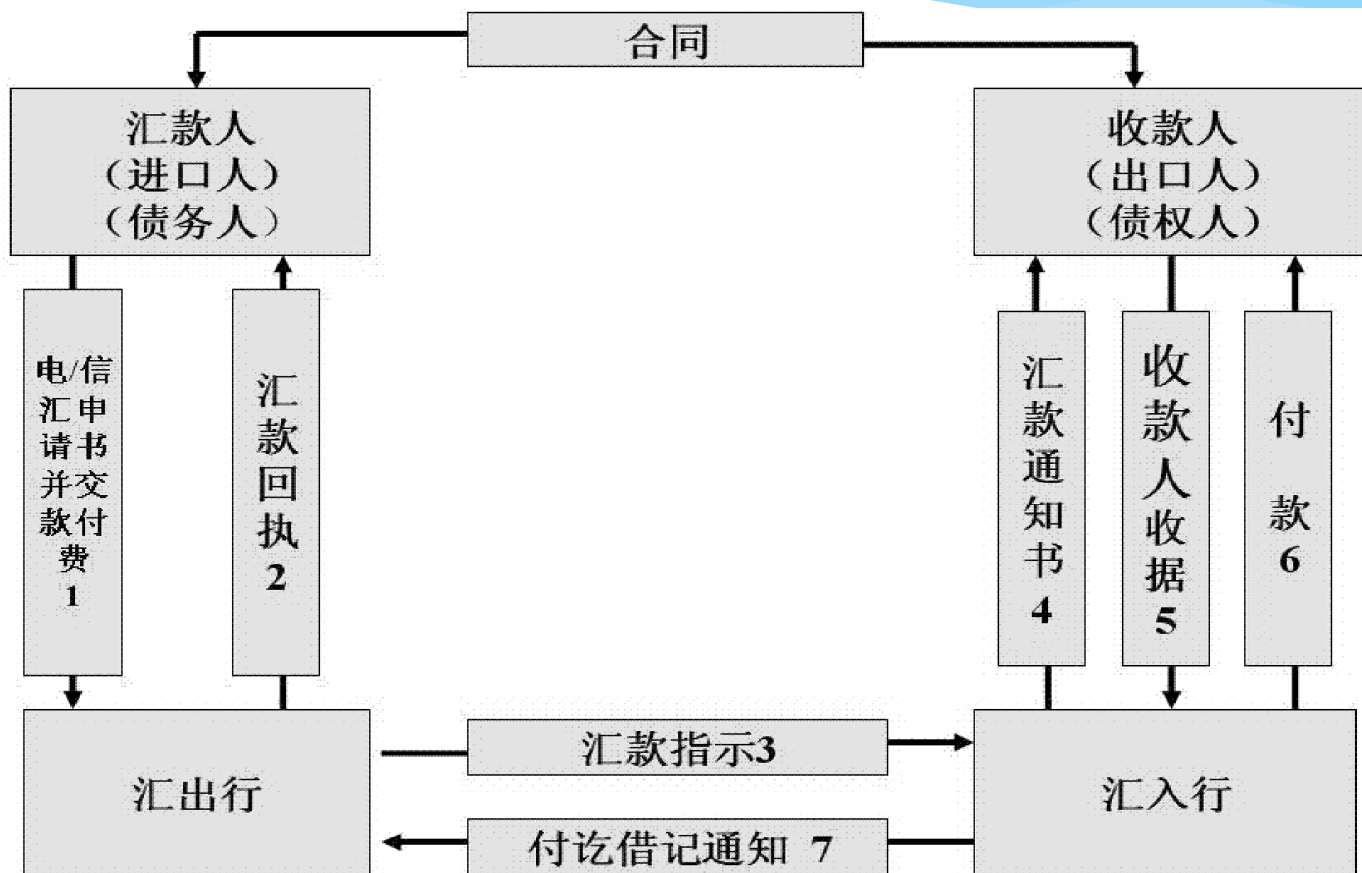 合同
汇款人
（进口人）
（债务人）
收款人
（出口人）
（债权人）
电/信
汇申
请书
并交
款付
费
1
汇
款
回
执
2
汇
款
通
知
书
4
收
款
人
收
据
5
付
款
6
汇出行
汇款指示3
汇入行
付讫借记通知 7